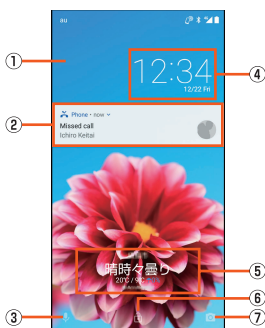 au
12:34
12/22 Fri
Phone • now
Missed call
Ichiro Keitai
晴時々曇り
20℃ / 9℃
①
②
③
④
⑤
⑥
⑦